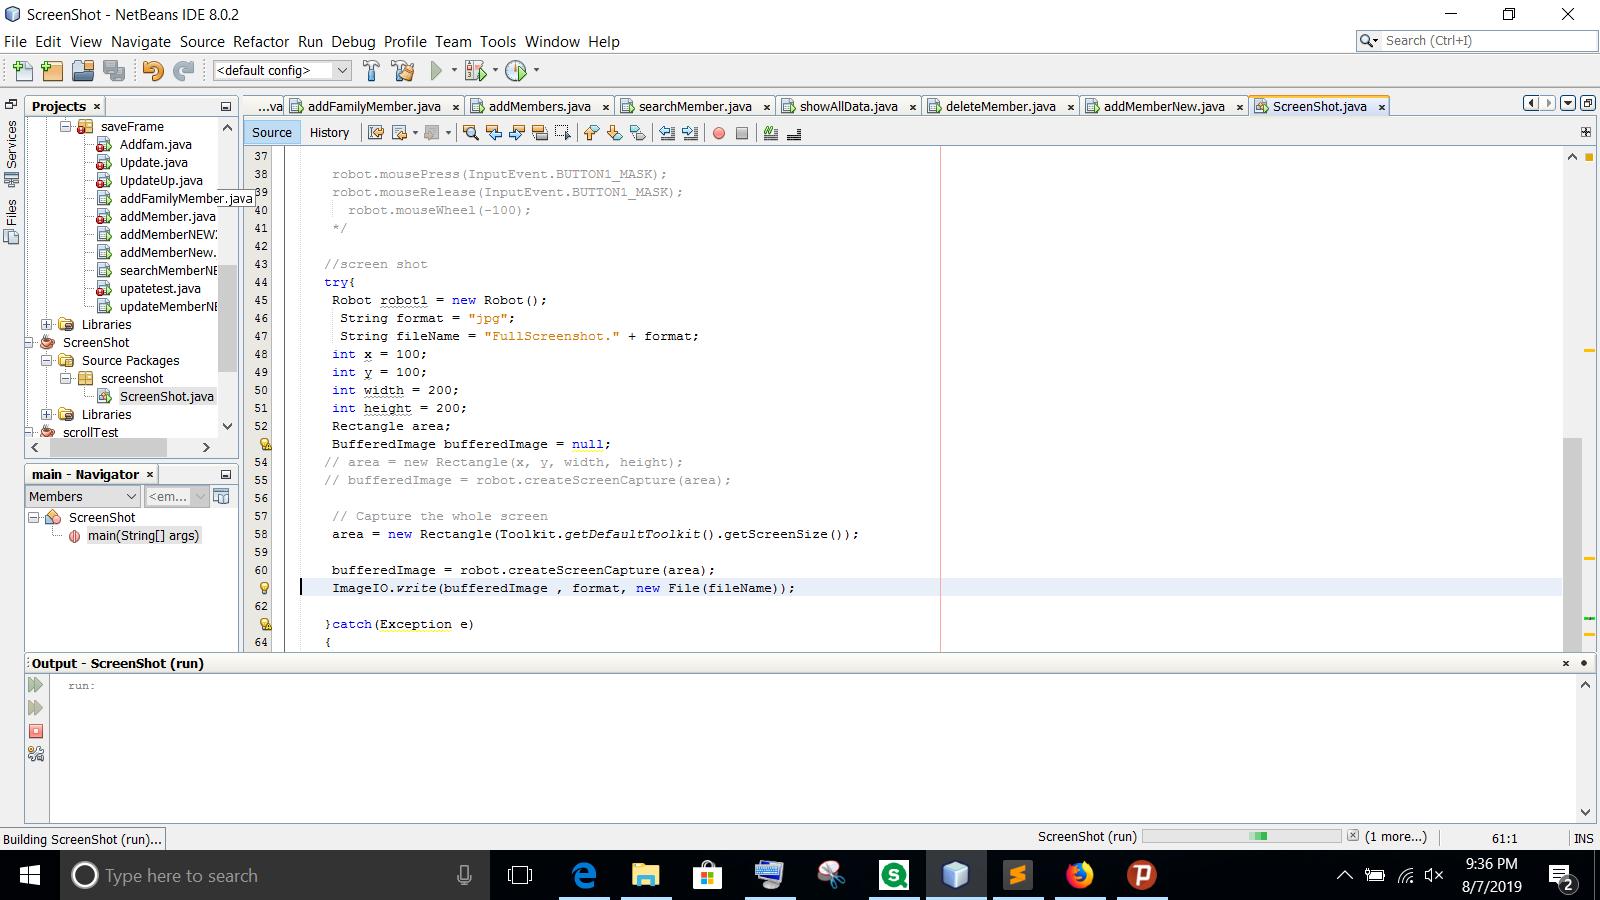 ScreenShot - NetBeans IDE 8.0.2
File Edit View Navigate Source Refactor Run Debug Profile Team Tools Window Help
Search (Ctrl+I)
<default config>
Projects
...va addFamilyMember.java addMembers.java searchMember.java showAllData.java deleteMember.java addMemberNew.java ScreenShot.java
Services
Files
saveFrame
Addfam.java
Update.java
UpdateUp.java
addFamilyMember.java
addMember.java
addMemberNEW2
addMemberNew.
searchMemberNE
upatetest.java
updateMemberNE
Libraries
ScreenShot
Source Packages
screenshot
ScreenShot.java
Libraries
scrollTest
main - Navigator
Members <em...
ScreenShot
main(String[] args)
Source History
37
38 robot.mousePress(InputEvent.BUTTON1_MASK);
39 robot.mouseRelease(InputEvent.BUTTON1_MASK);
40 robot.mouseWheel(-100);
41 */
42
43 //screen shot
44 try{
45 Robot robot1 = new Robot();
46 String format = "jpg";
47 String fileName = "FullScreenshot." + format;
48 int x = 100;
49 int y = 100;
50 int width = 200;
51 int height = 200;
52 Rectangle area;
BufferedImage bufferedImage = null;
54 // area = new Rectangle(x, y, width, height);
55 // bufferedImage = robot.createScreenCapture(area);
56
57 // Capture the whole screen
58 area = new Rectangle(Toolkit.getDefaultToolkit().getScreenSize());
59
60 bufferedImage = robot.createScreenCapture(area);
ImageIO.write(bufferedImage , format, new File(fileName));
62
}catch(Exception e)
64 {
Output - ScreenShot (run)
run:
Building ScreenShot (run)...
ScreenShot (run) (1 more...) 61:1 INS
Type here to search
9:36 PM
8/7/2019
2